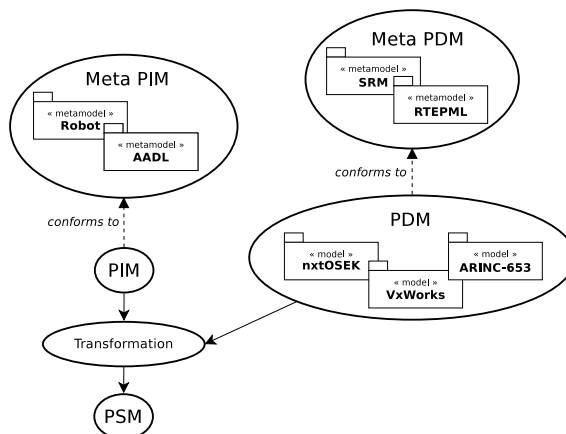 Meta PIM
« metamodel »
Robot
« metamodel »
AADL
Meta PDM
« metamodel »
SRM
« metamodel »
RTEPML
conforms to
conforms to
PIM
PDM
« model »
nxtOSEK
« model »
VxWorks
« model »
ARINC-653
Transformation
PSM